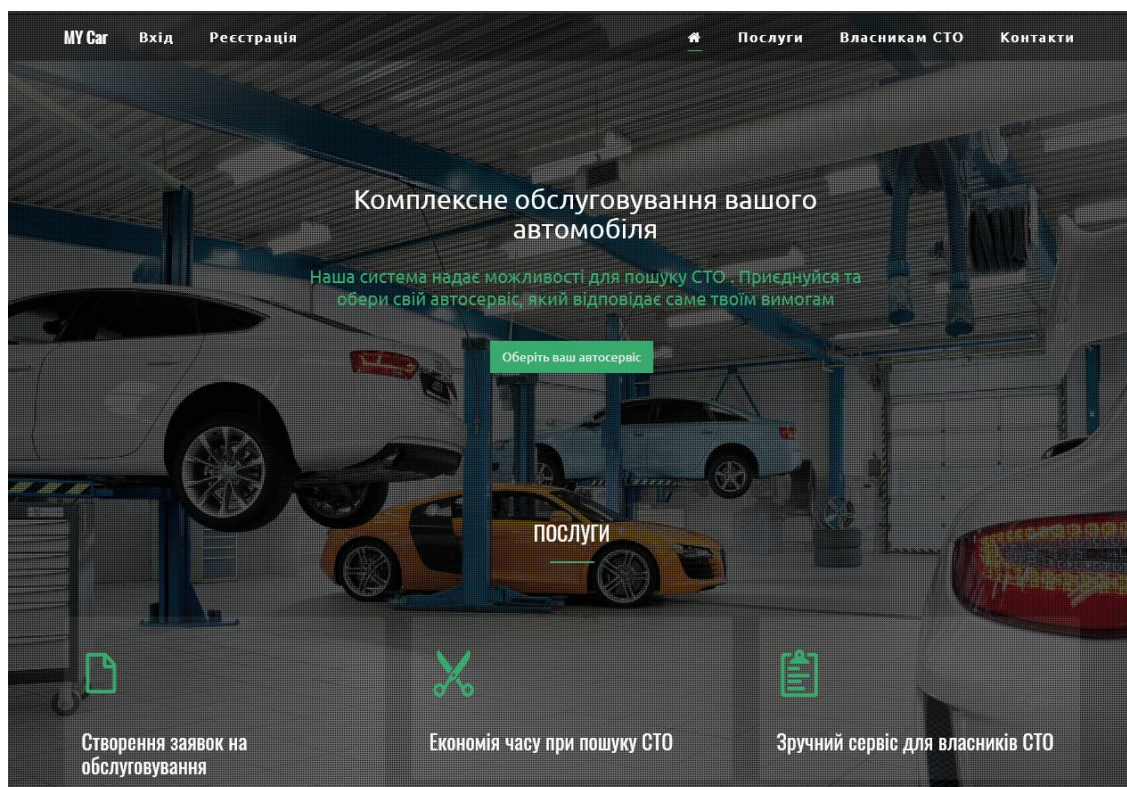 MY Car Вхід Реєстрація Послуги Власникам СТО Контакти
Комплексне обслуговування вашого
автомобіля
Наша система надає можливості для пошуку СТО . Приєднуйся та
обери свій автосервіс, який відповідає саме твоїм вимогам
Оберіть ваш автосервіс
ПОСЛУГИ
Створення заявок на
обслуговування
Економія часу при пошуку СТО
Зручний сервіс для власників СТО